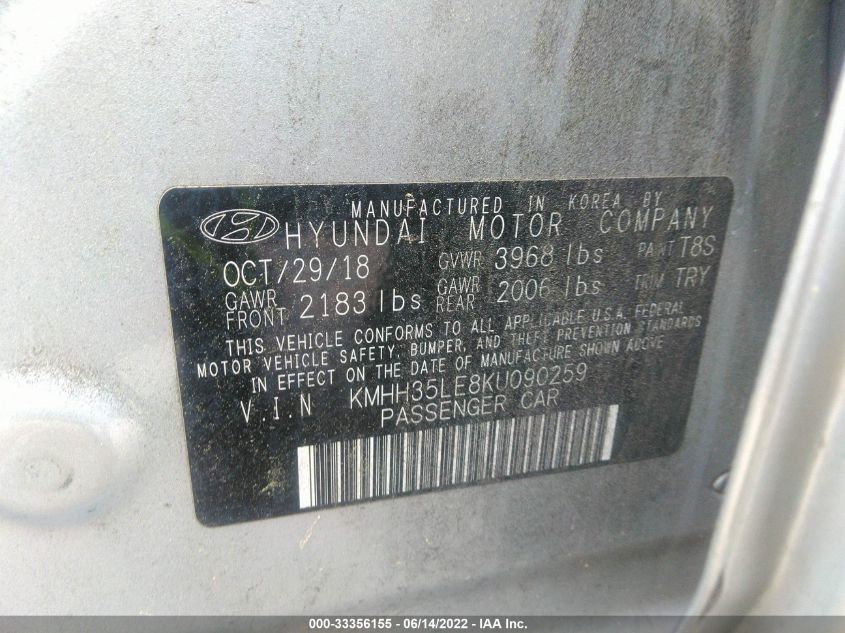 MANUFACTURED IN KOREA BY
HYUNDAI MOTOR COMPANY
OCT/29/18 GVWR 3968 lbs PAINT T8S
GAWR FRONT 2183 lbs GAWR REAR 2006 lbs TRIM TRY
THIS VEHICLE CONFORMS TO ALL APPLICABLE U.S.A. FEDERAL
MOTOR VEHICLE SAFETY, BUMPER, AND THEFT PREVENTION STANDARDS
IN EFFECT ON THE DATE OF MANUFACTURE SHOWN ABOVE
V.I.N KMHH35LE8KU090259
PASSENGER CAR
000-33356155 - 06/14/2022 - IAA Inc.